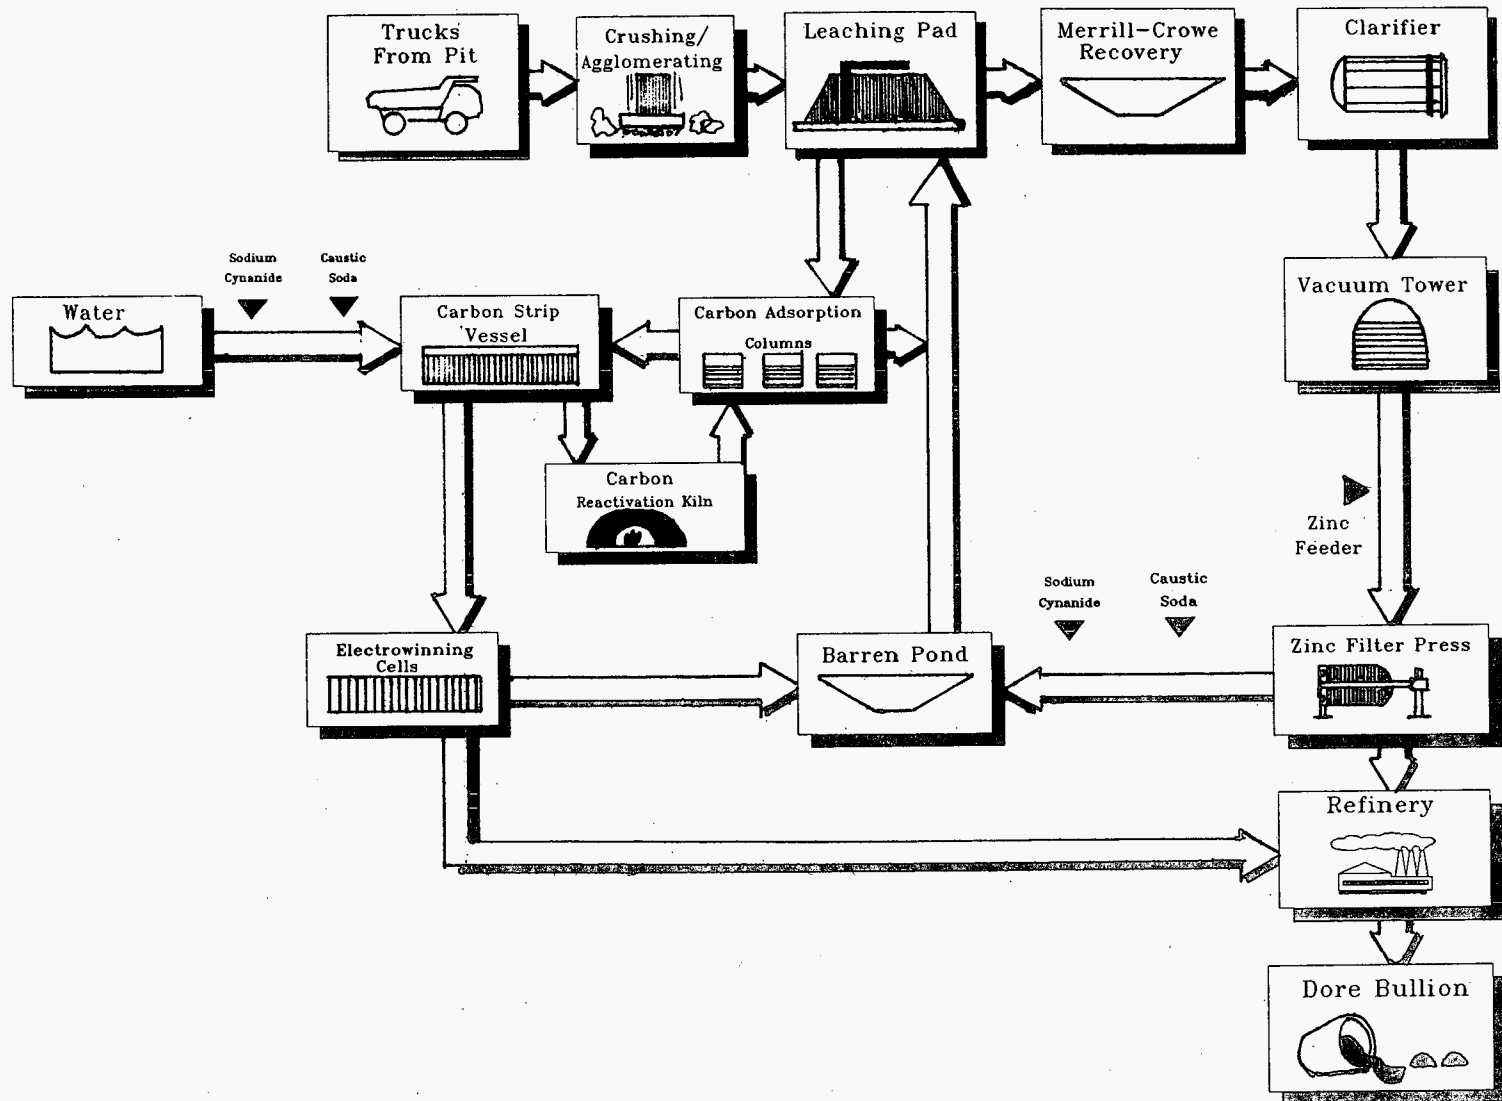 Trucks
From Pit
Crushing/
Agglomerating
Leaching Pad
Merrill-Crowe
Recovery
Clarifier
Sodium
Cynanide
Caustic
Soda
Water
Carbon Strip
Vessel
Carbon Adsorption
Columns
Vacuum Tower
Carbon
Reactivation Kiln
Zinc
Feeder
Sodium
Cynanide
Caustic
Soda
Electrowinning
Cells
Barren Pond
Zinc Filter Press
Refinery
Dore Bullion